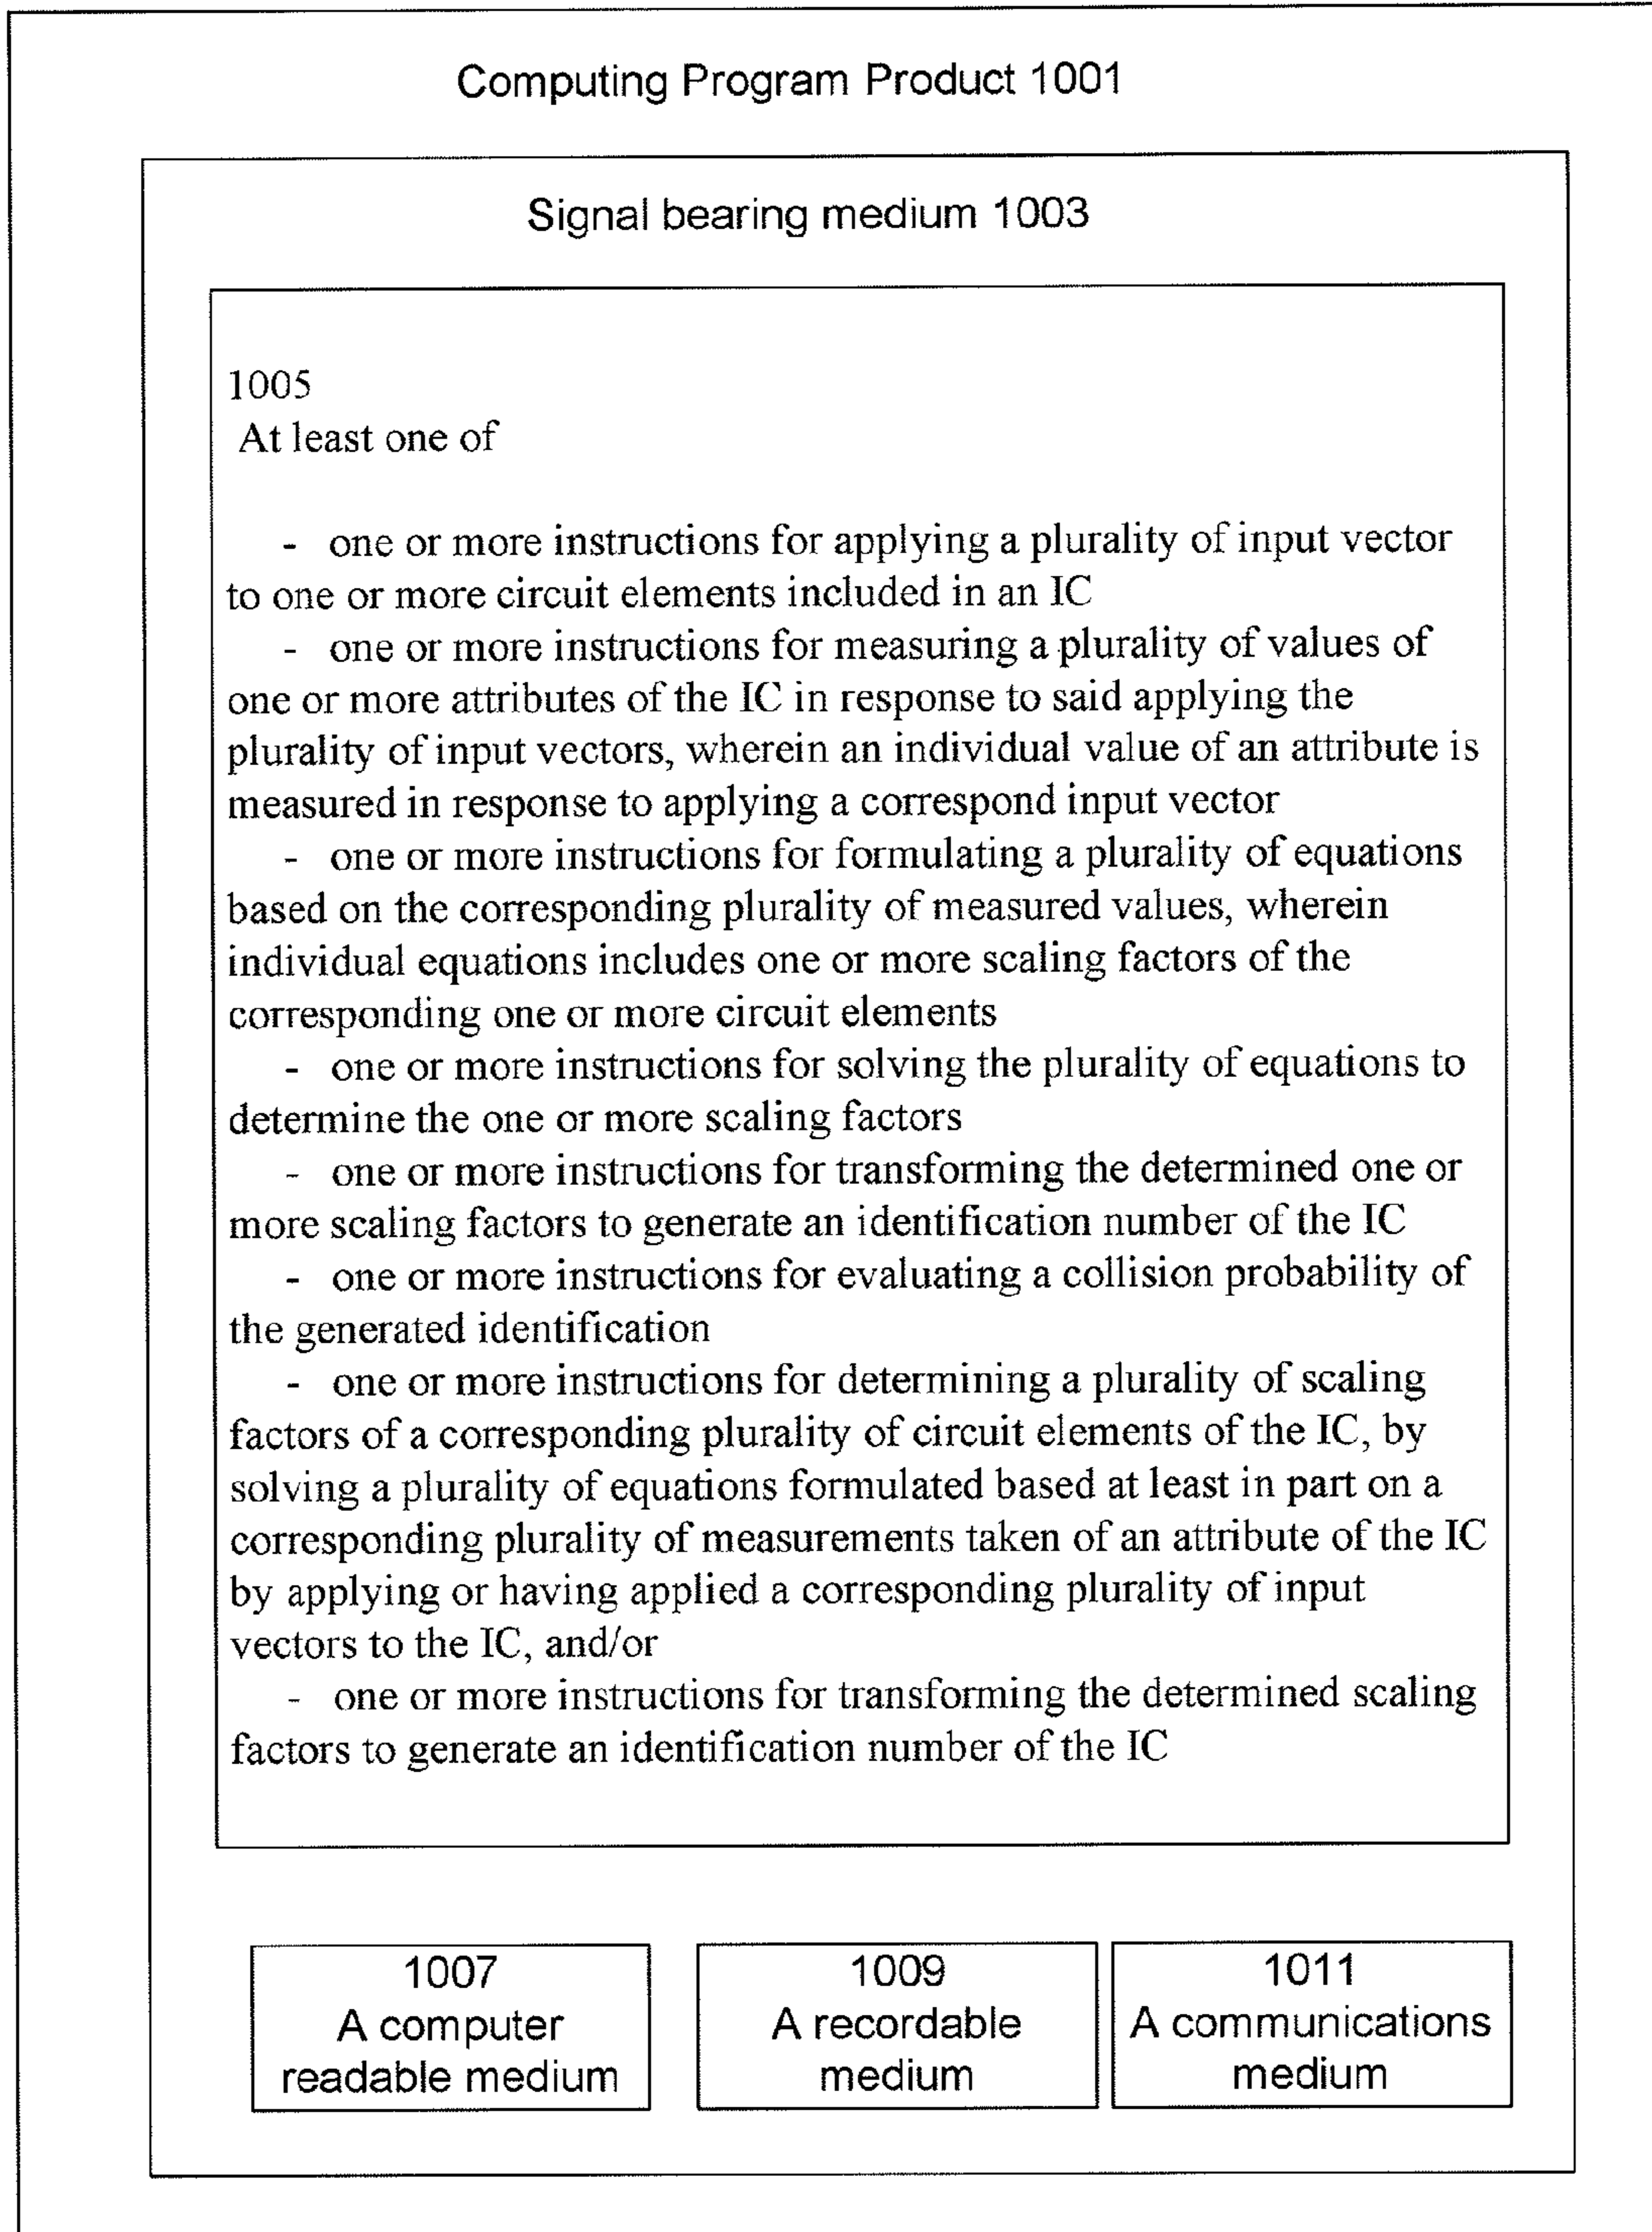 Computing Program Product 1001
Signal bearing medium 1003
1005
At least one of
- one or more instructions for applying a plurality of input vector
to one or more circuit elements included in an IC
- one or more instructions for measuring a plurality of values of
one or more attributes of the IC in response to said applying the
plurality of input vectors, wherein an individual value of an attribute is
measured in response to applying a correspond input vector
- one or more instructions for formulating a plurality of equations
based on the corresponding plurality of measured values, wherein
individual equations includes one or more scaling factors of the
corresponding one or more circuit elements
- one or more instructions for solving the plurality of equations to
determine the one or more scaling factors
- one or more instructions for transforming the determined one or
more scaling factors to generate an identification number of the IC
- one or more instructions for evaluating a collision probability of
the generated identification
- one or more instructions for determining a plurality of scaling
factors of a corresponding plurality of circuit elements of the IC, by
solving a plurality of equations formulated based at least in part on a
corresponding plurality of measurements taken of an attribute of the IC
by applying or having applied a corresponding plurality of input
vectors to the IC, and/or
- one or more instructions for transforming the determined scaling
factors to generate an identification number of the IC
1007
A computer
readable medium
1009
A recordable
medium
1011
A communications
medium